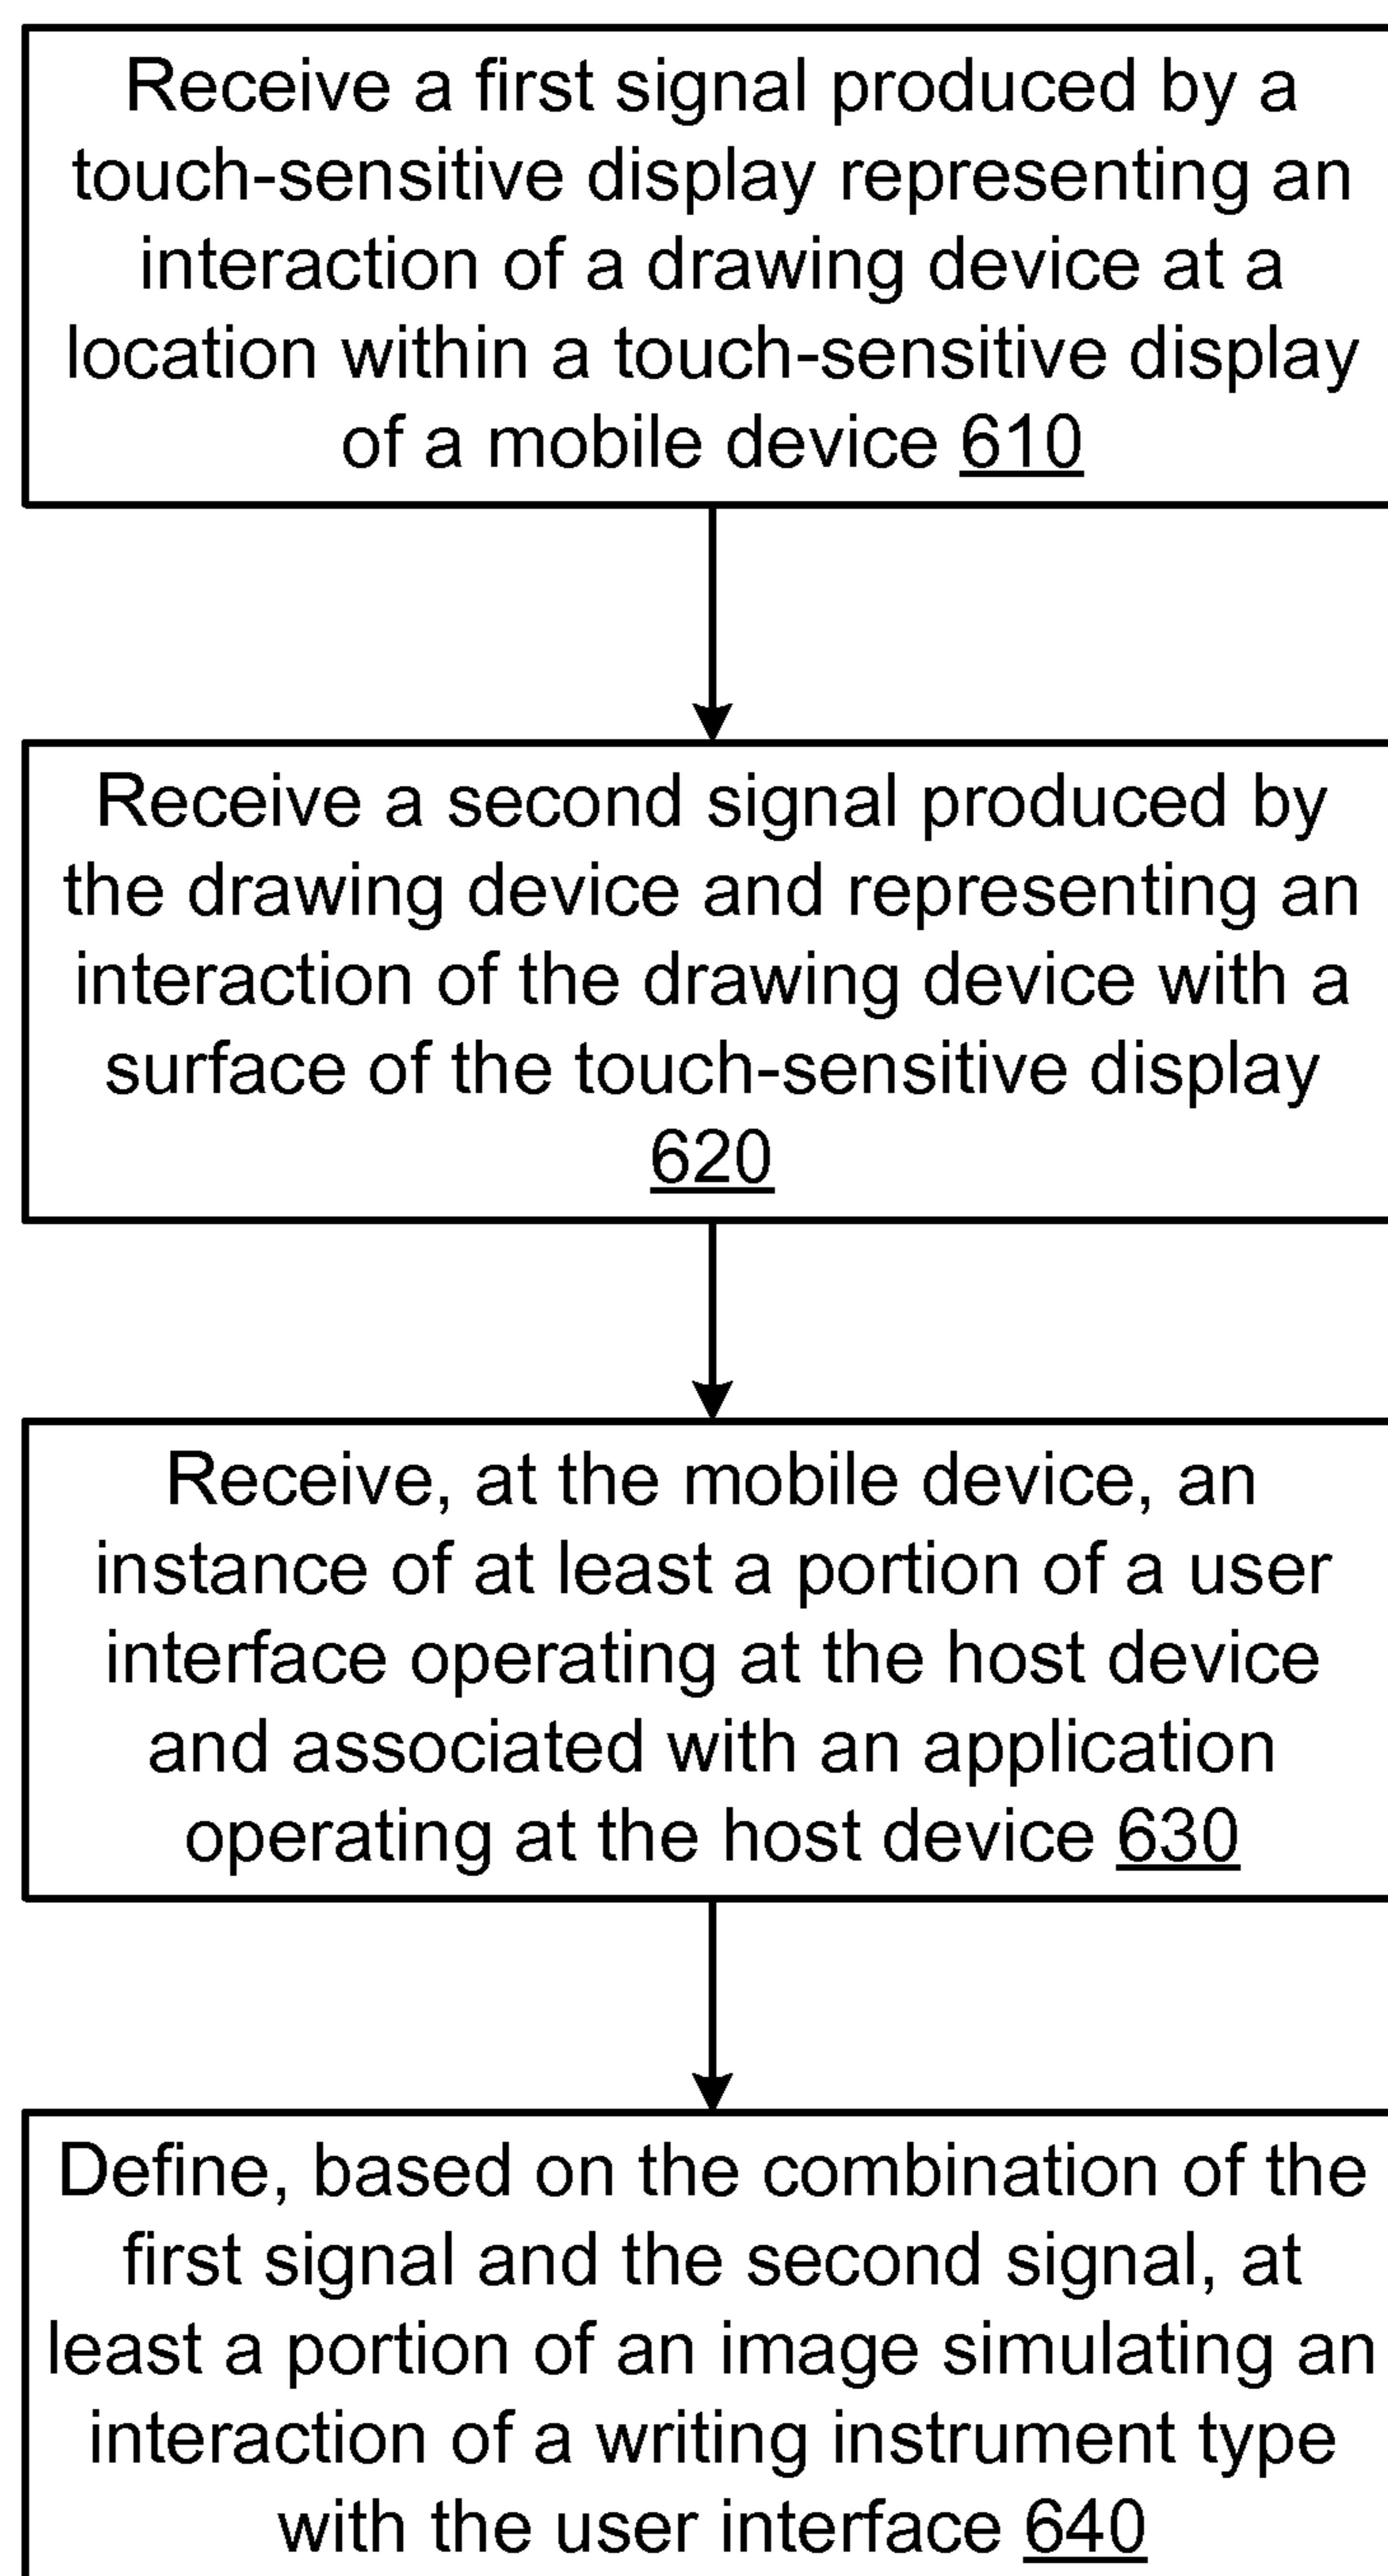 Receive a first signal produced by a
touch-sensitive display representing an
interaction of a drawing device at a
location within a touch-sensitive display
of a mobile device 610
Receive a second signal produced by
the drawing device and representing an
interaction of the drawing device with a
surface of the touch-sensitive display
620
Receive, at the mobile device, an
instance of at least a portion of a user
interface operating at the host device
and associated with an application
operating at the host device 630
Define, based on the combination of the
first signal and the second signal, at
least a portion of an image simulating an
interaction of a writing instrument type
with the user interface 640